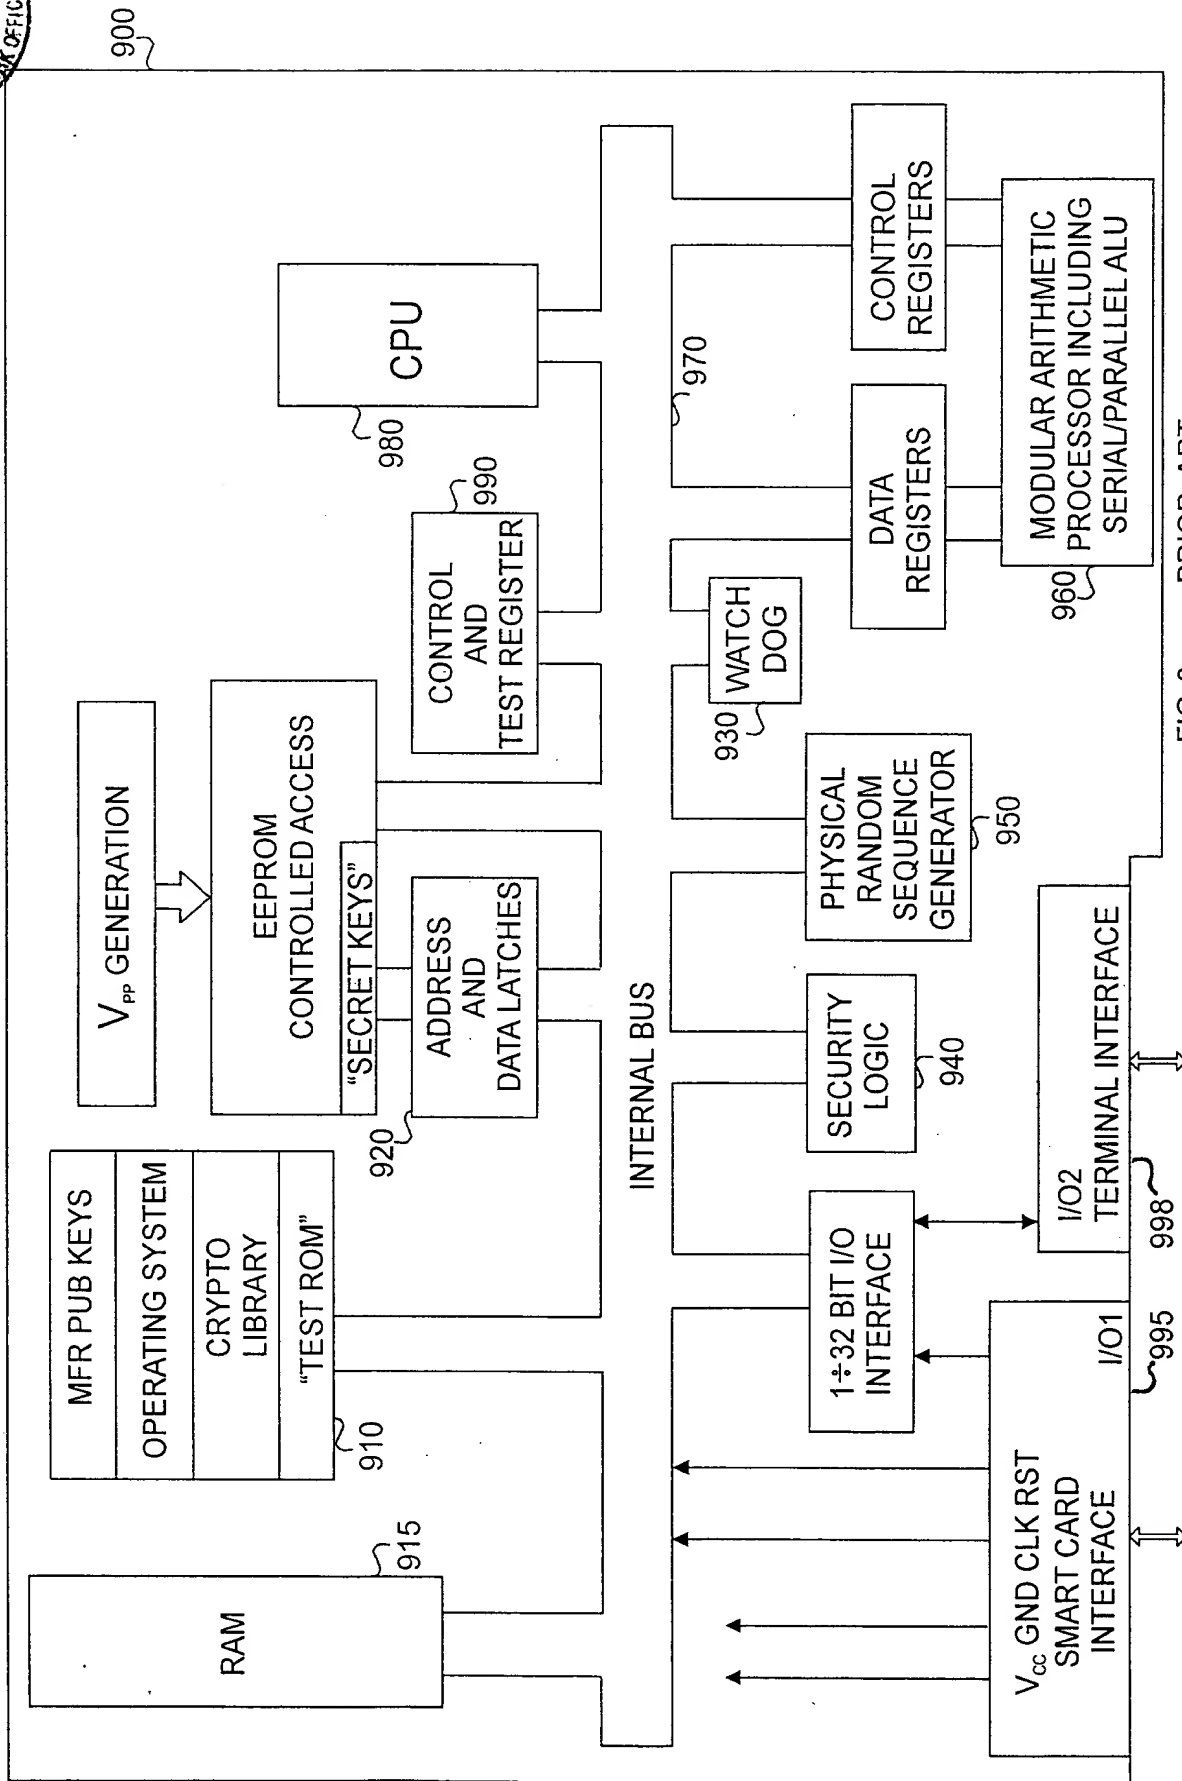 900
RAM
915
MFR PUB KEYS
OPERATING SYSTEM
CRYPTO
LIBRARY
"TEST ROM"
910
VPP GENERATION
EEPROM
CONTROLLED ACCESS
"SECRET KEYS"
ADDRESS
AND
DATA LATCHES
920
CONTROL
AND
TEST REGISTER
990
CPU
980
INTERNAL BUS
970
VCC GND CLK RST
SMART CARD
INTERFACE
I/O1
995
1÷32 BIT I/O
INTERFACE
I/O2
TERMINAL INTERFACE
998
SECURITY
LOGIC
940
PHYSICAL
RANDOM
SEQUENCE
GENERATOR
950
WATCH
DOG
930
DATA
REGISTERS
CONTROL
REGISTERS
MODULAR ARITHMETIC
PROCESSOR INCLUDING
SERIAL/PARALLEL ALU
960